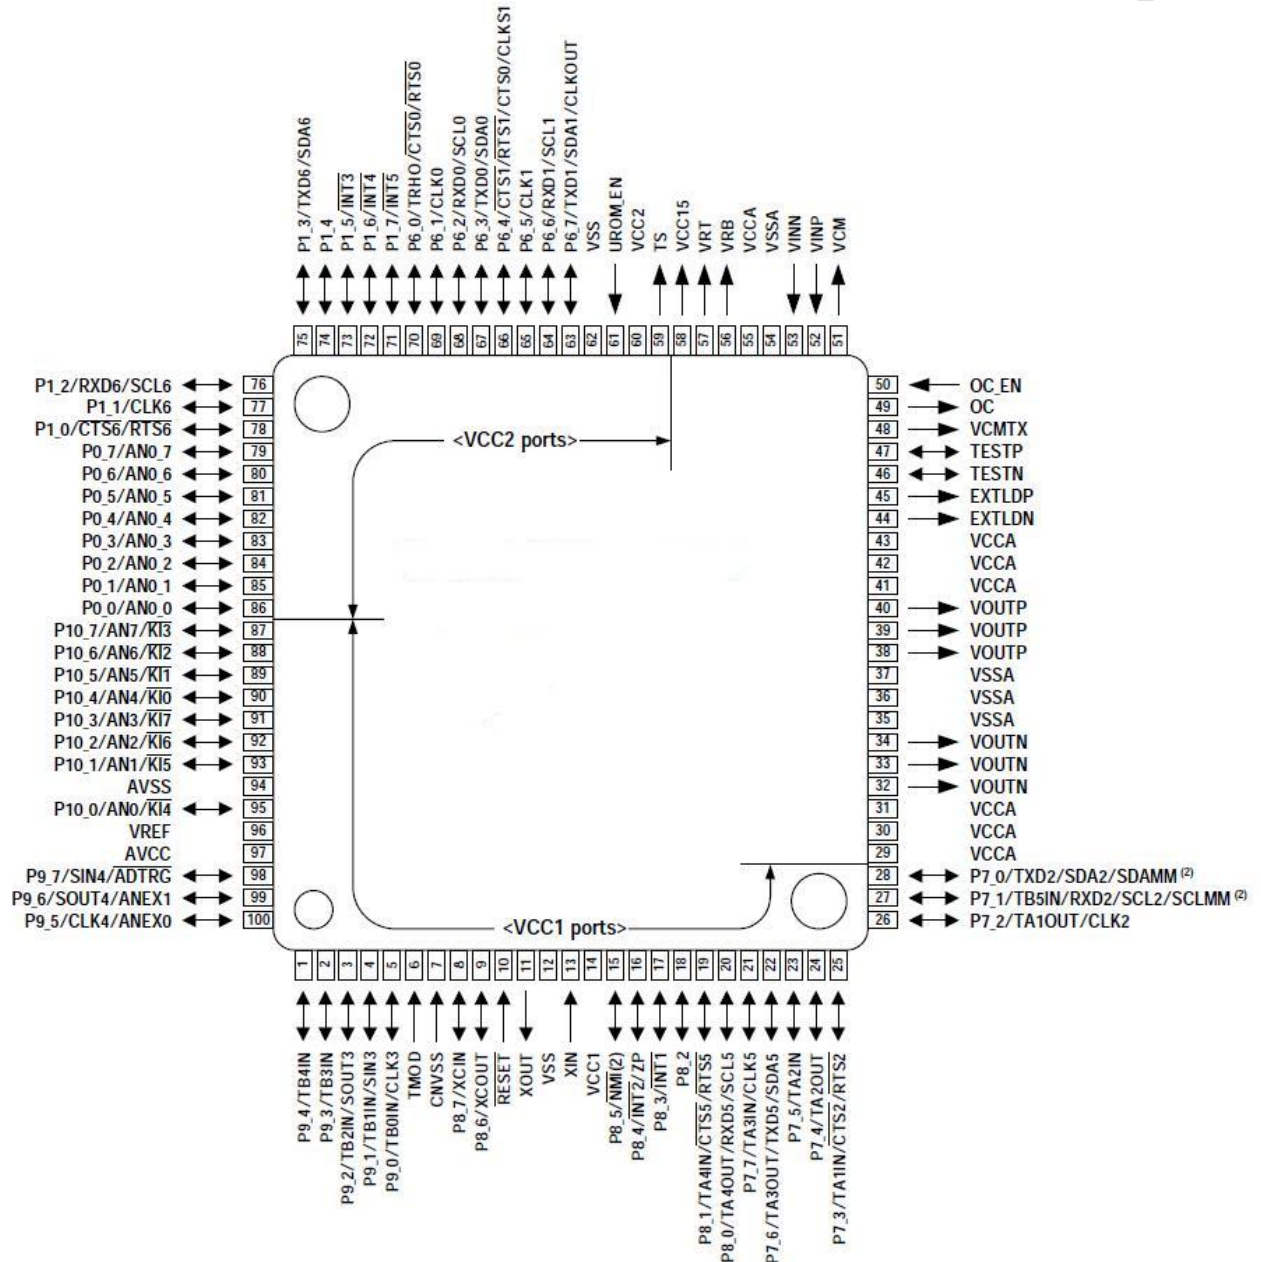 P1_3/TXD6/SDA6
P1_4
P1_5/INT3
P1_6/INT4
P1_7/INT5
P6_0/TRHO/CTS0/RTS0
P6_1/CLK0
P6_2/RXD0/SCL0
P6_3/TXD0/SDA0
P6_4/CTS1/RTS1/CTS0/CLKS1
P6_5/CLK1
P6_6/RXD1/SCL1
P6_7/TXD1/SDA1/CLKOUT
VSS
UROM_EN
VCC2
TS
VCC15
VRT
VRB
VCCA
VSSA
VINN
VINP
VCM
75 74 73 72 71 70 69 68 67 66 65 64 63 62 61 60 59 58 57 56 55 54 53 52 51
P1_2/RXD6/SCL6 76
P1_1/CLK6 77
P1_0/CTS6/RTS6 78
P0_7/AN0_7 79
P0_6/AN0_6 80
P0_5/AN0_5 81
P0_4/AN0_4 82
P0_3/AN0_3 83
P0_2/AN0_2 84
P0_1/AN0_1 85
P0_0/AN0_0 86
P10_7/AN7/KI3 87
P10_6/AN6/KI2 88
P10_5/AN5/KI1 89
P10_4/AN4/KI0 90
P10_3/AN3/KI7 91
P10_2/AN2/KI6 92
P10_1/AN1/KI5 93
AVSS 94
P10_0/AN0/KI4 95
VREF 96
AVCC 97
P9_7/SIN4/ADTRG 98
P9_6/SOUT4/ANEX1 99
P9_5/CLK4/ANEX0 100
<VCC2 ports>
<VCC1 ports>
50 OC_EN
49 OC
48 VCMTX
47 TESTP
46 TESTN
45 EXTLDP
44 EXTLDN
43 VCCA
42 VCCA
41 VCCA
40 VOUTP
39 VOUTP
38 VOUTP
37 VSSA
36 VSSA
35 VSSA
34 VOUTN
33 VOUTN
32 VOUTN
31 VCCA
30 VCCA
29 VCCA
28 P7_0/TXD2/SDA2/SDAMM (2)
27 P7_1/TB5IN/RXD2/SCL2/SCLMM (2)
26 P7_2/TA1OUT/CLK2
1 2 3 4 5 6 7 8 9 10 11 12 13 14 15 16 17 18 19 20 21 22 23 24 25
P9_4/TB4IN
P9_3/TB3IN
P9_2/TB2IN/SOUT3
P9_1/TB1IN/SIN3
P9_0/TB0IN/CLK3
TMOD
CNVSS
P8_7/XCIN
P8_6/XCOUT
RESET
XOUT
VSS
XIN
VCC1
P8_5/NMI(2)
P8_4/INT2/ZP
P8_3/INT1
P8_2
P8_1/TA4IN/CTS5/RTS5
P8_0/TA4OUT/RXD5/SCL5
P7_7/TA3IN/CLK5
P7_6/TA3OUT/TXD5/SDA5
P7_5/TA2IN
P7_4/TA2OUT
P7_3/TA1IN/CTS2/RTS2